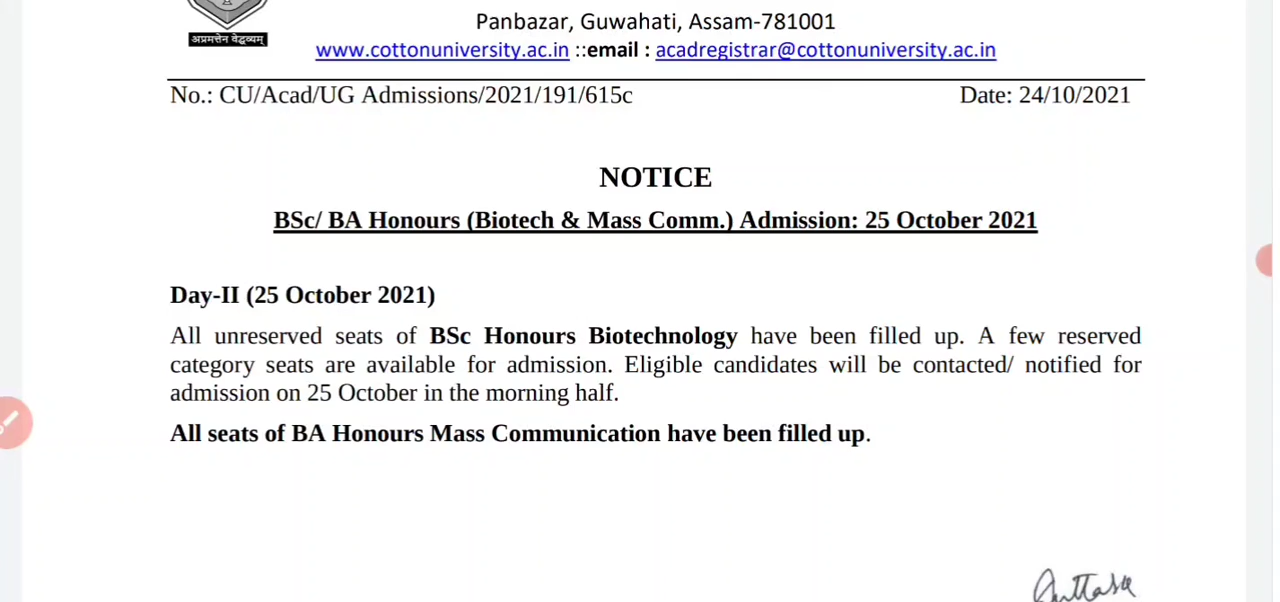 अप्रमत्तेन वेद्धव्यम्
Panbazar, Guwahati, Assam-781001
www.cottonuniversity.ac.in ::email : acadregistrar@cottonuniversity.ac.in
No.: CU/Acad/UG Admissions/2021/191/615c Date: 24/10/2021
NOTICE
BSc/ BA Honours (Biotech & Mass Comm.) Admission: 25 October 2021
Day-II (25 October 2021)
All unreserved seats of BSc Honours Biotechnology have been filled up. A few reserved
category seats are available for admission. Eligible candidates will be contacted/ notified for
admission on 25 October in the morning half.
All seats of BA Honours Mass Communication have been filled up.